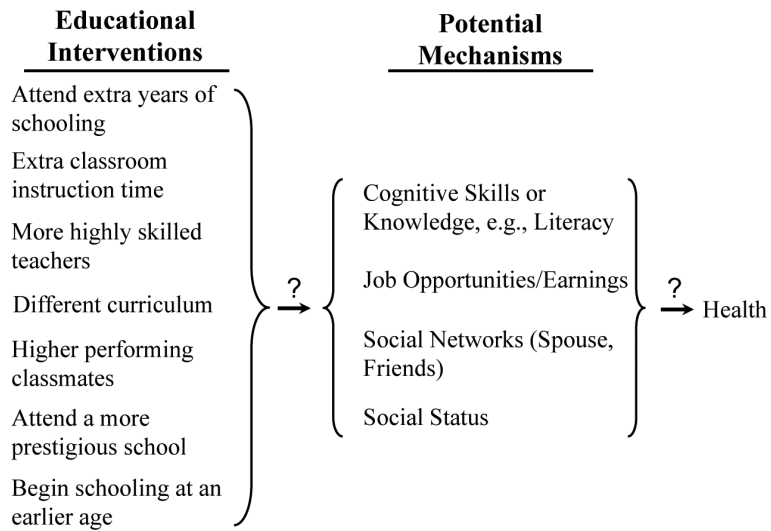 Educational
Interventions
Attend extra years of
schooling
Extra classroom
instruction time
More highly skilled
teachers
Different curriculum
Higher performing
classmates
Attend a more
prestigious school
Begin schooling at an
earlier age
?
Potential
Mechanisms
Cognitive Skills or
Knowledge, e.g., Literacy
Job Opportunities/Earnings
Social Networks (Spouse,
Friends)
Social Status
?
Health